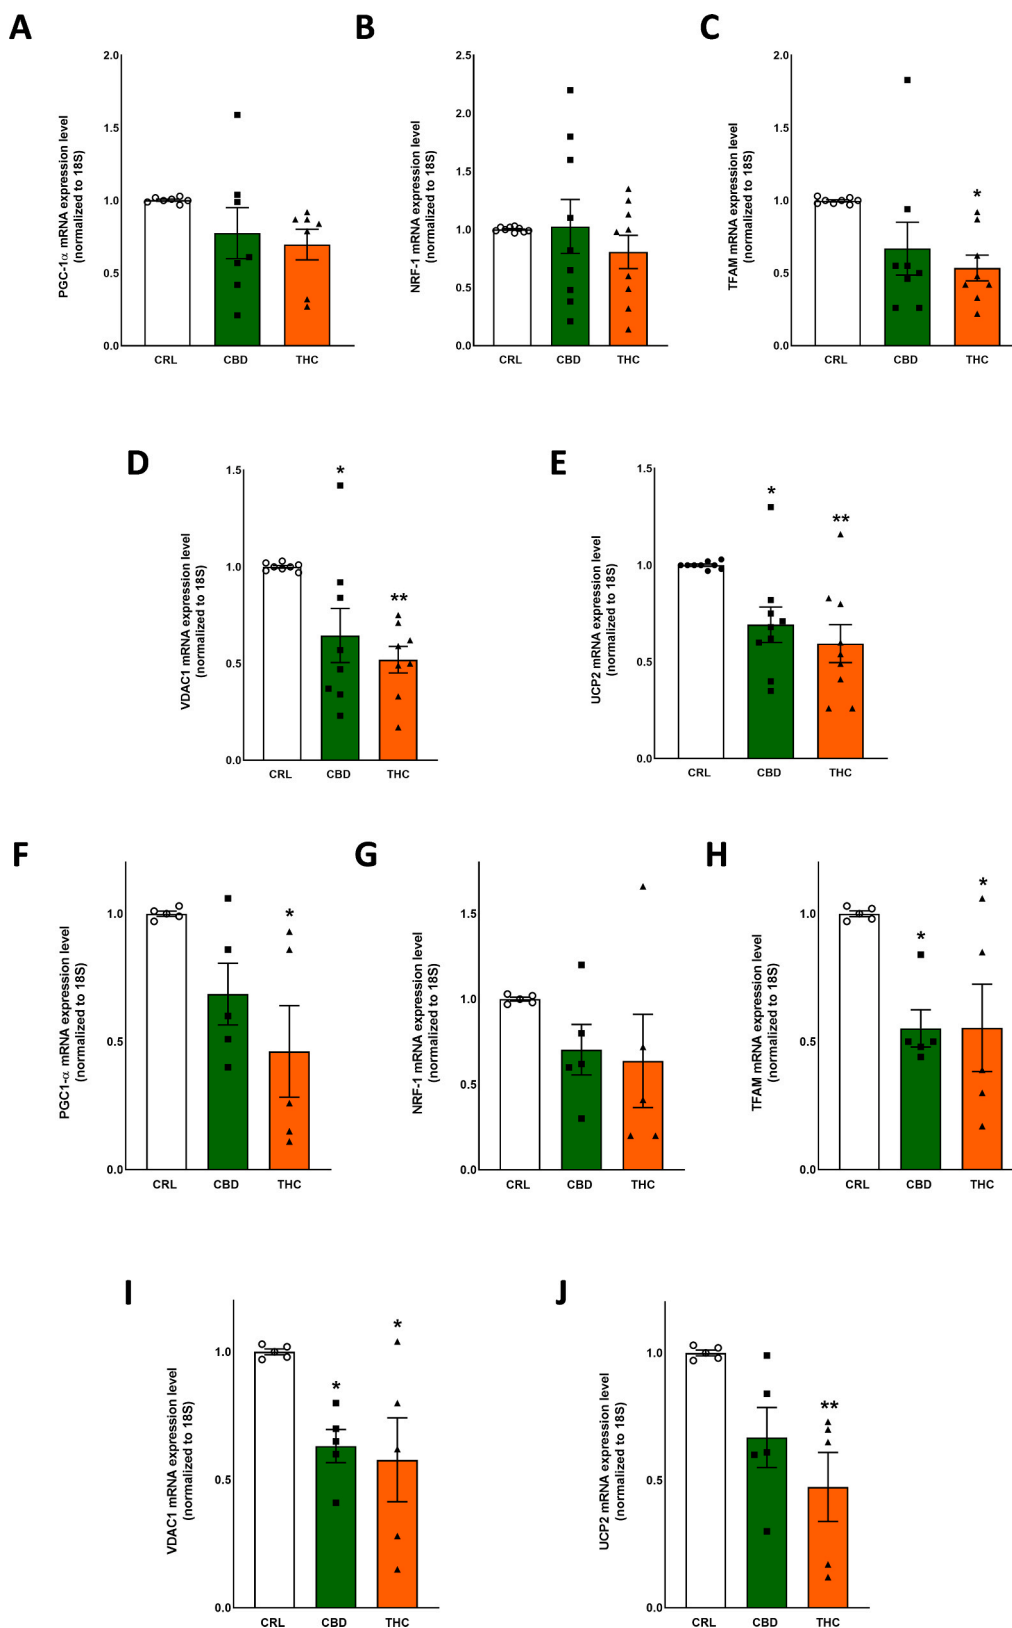 A
PGC-1α mRNA expression level
(normalized to 18S)
2.0
1.5
1.0
0.5
0.0
CRL
CBD
THC
B
NRF-1 mRNA expression level
(normalized to 18S)
2.5
2.0
1.5
1.0
0.5
0.0
CRL
CBD
THC
C
TFAM mRNA expression level
(normalized to 18S)
2.0
1.5
1.0
0.5
0.0
*
CRL
CBD
THC
D
VDAC1 mRNA expression level
(normalized to 18S)
1.5
1.0
0.5
0.0
*
**
CRL
CBD
THC
E
UCP2 mRNA expression level
(normalized to 18S)
1.5
1.0
0.5
0.0
*
**
CRL
CBD
THC
F
PGC1-α mRNA expression level
(normalized to 18S)
1.0
0.5
0.0
*
CRL
CBD
THC
G
NRF-1 mRNA expression level
(normalized to 18S)
1.5
1.0
0.5
0.0
CRL
CBD
THC
H
TFAM mRNA expression level
(normalized to 18S)
1.0
0.5
0.0
*
*
CRL
CBD
THC
I
VDAC1 mRNA expression level
(normalized to 18S)
1.0
0.5
0.0
*
*
CRL
CBD
THC
J
UCP2 mRNA expression level
(normalized to 18S)
1.0
0.5
0.0
**
CRL
CBD
THC